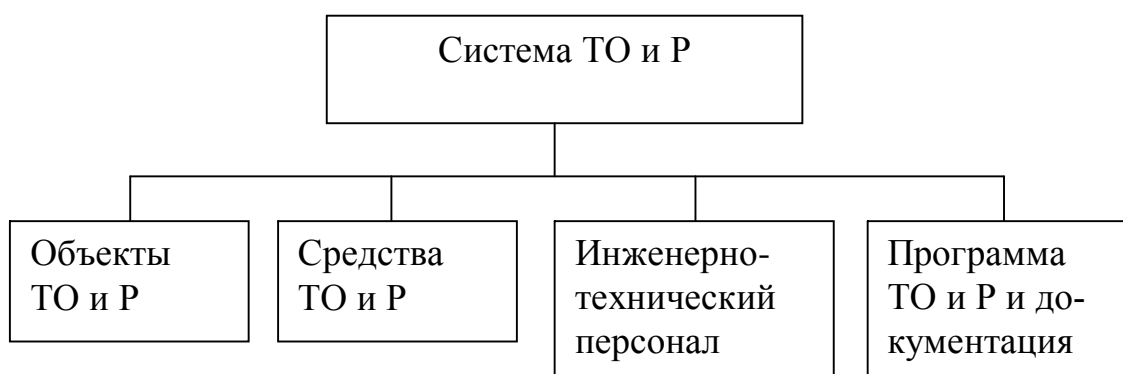 Система ТО и Р
Объекты
ТО и Р
Средства
ТО и Р
Инженерно-
технический
персонал
Программа
ТО и Р и до-
кументация